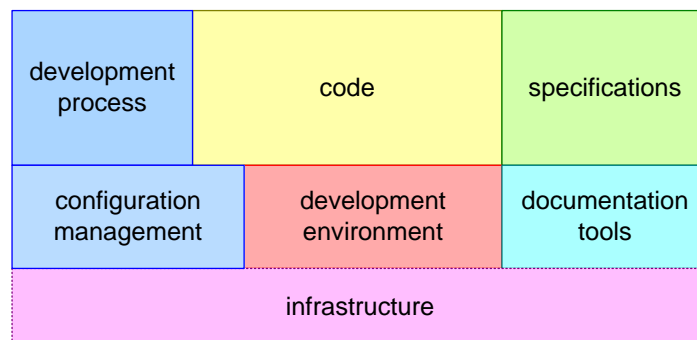 development
process
code
specifications
configuration
management
development
environment
documentation
tools
infrastructure